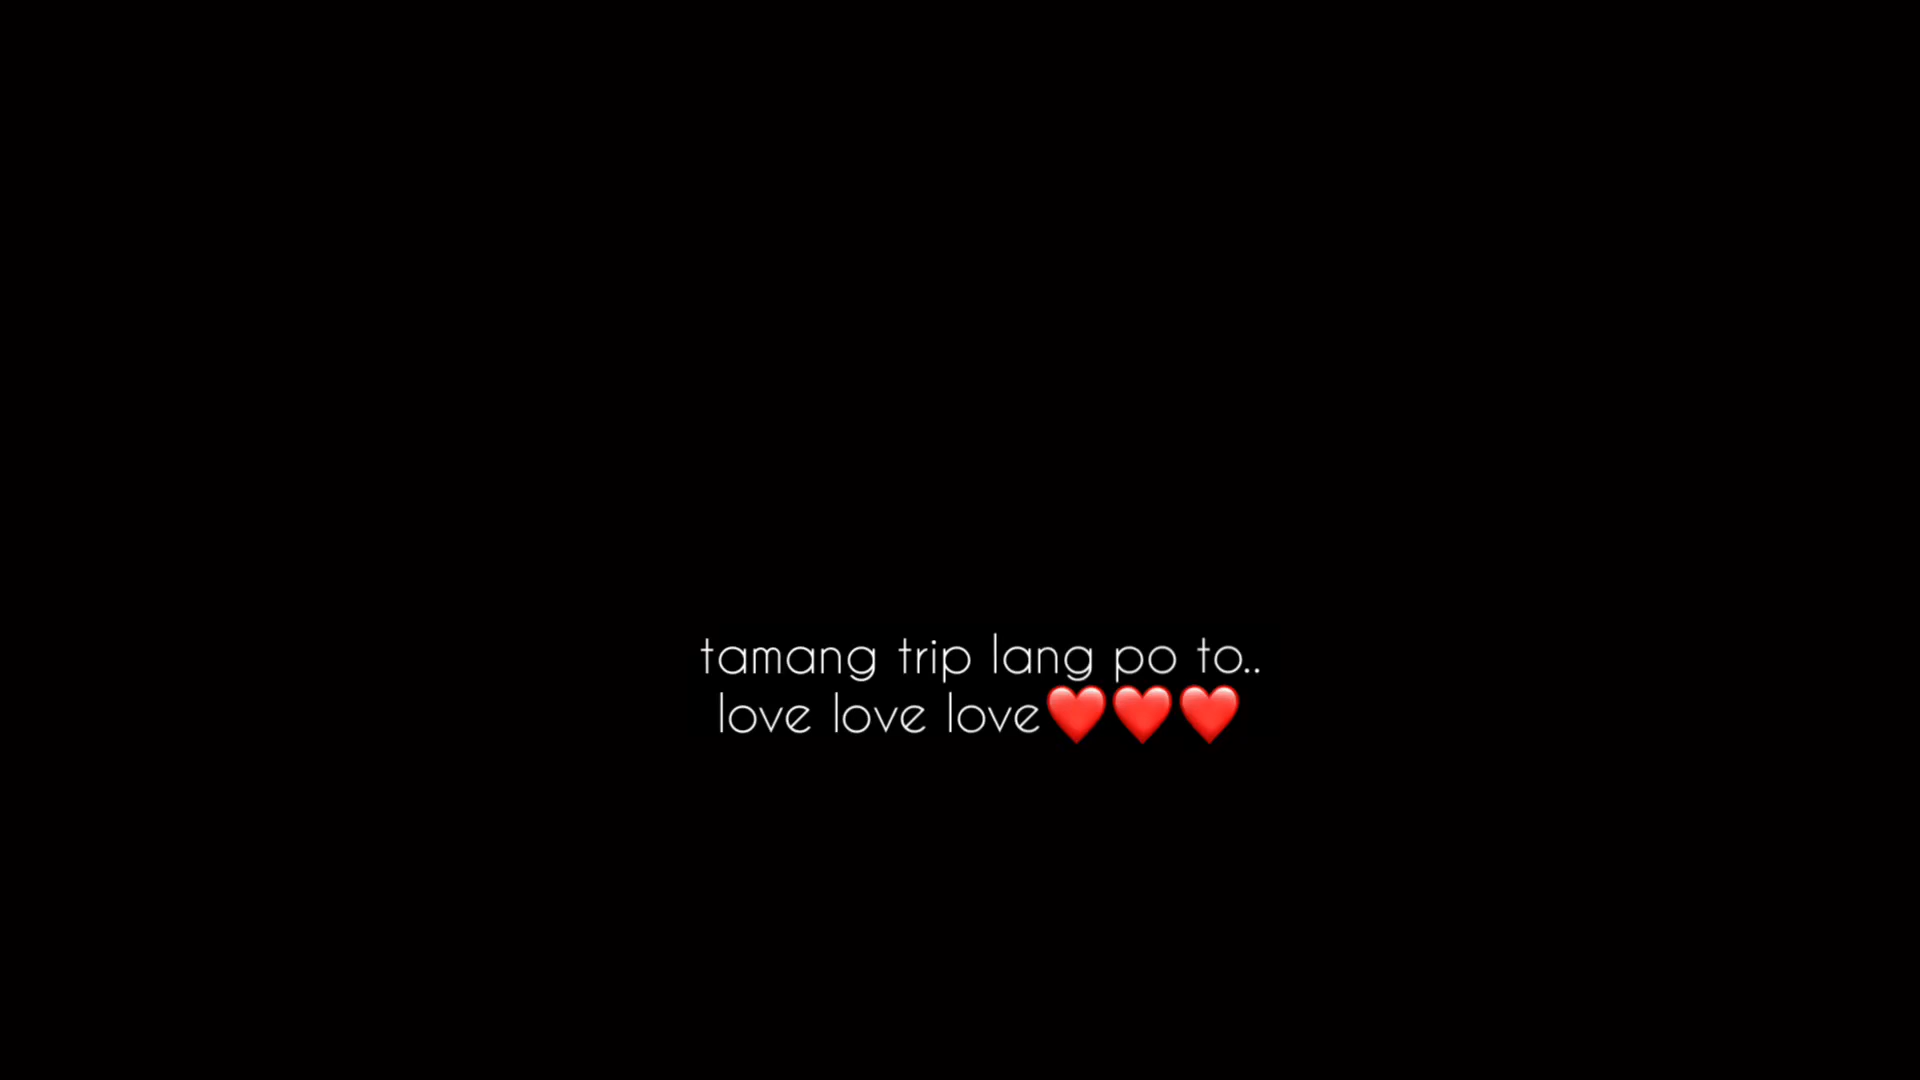 tamang trip lang po to..
love love love❤️❤️❤️